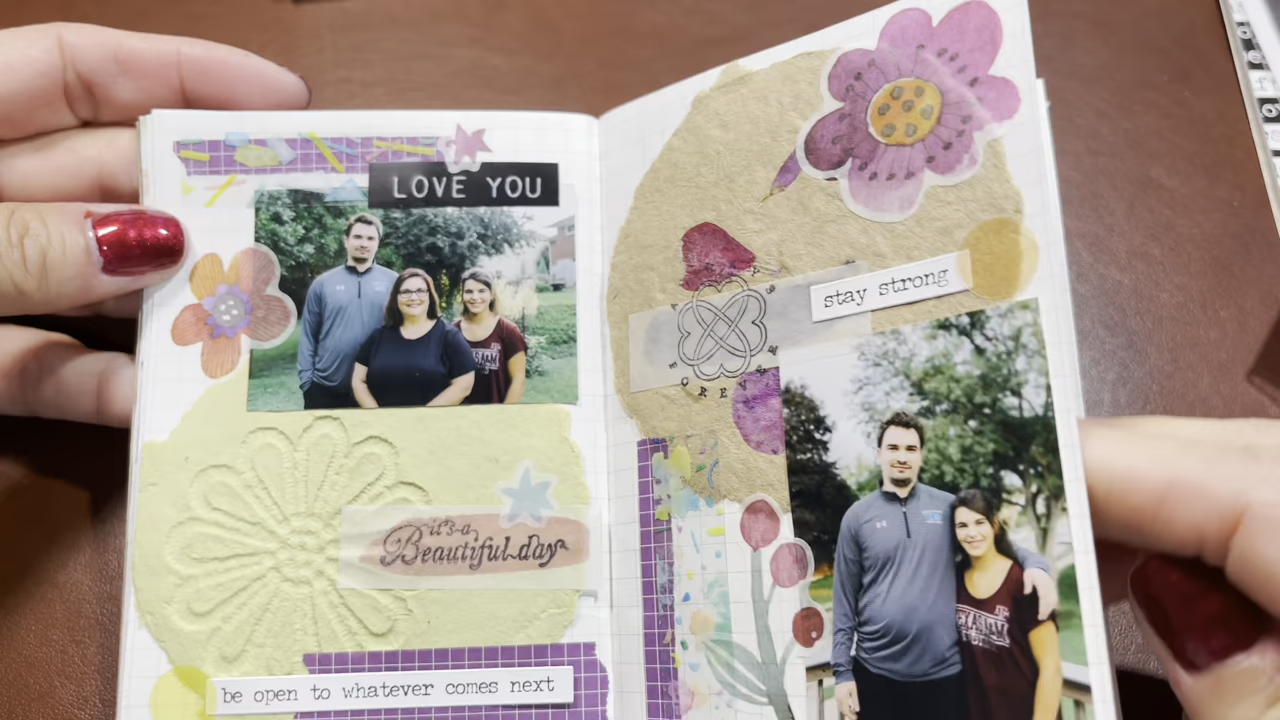 LOVE YOU
it's a
Beautiful day
be open to whatever comes next
stay strong